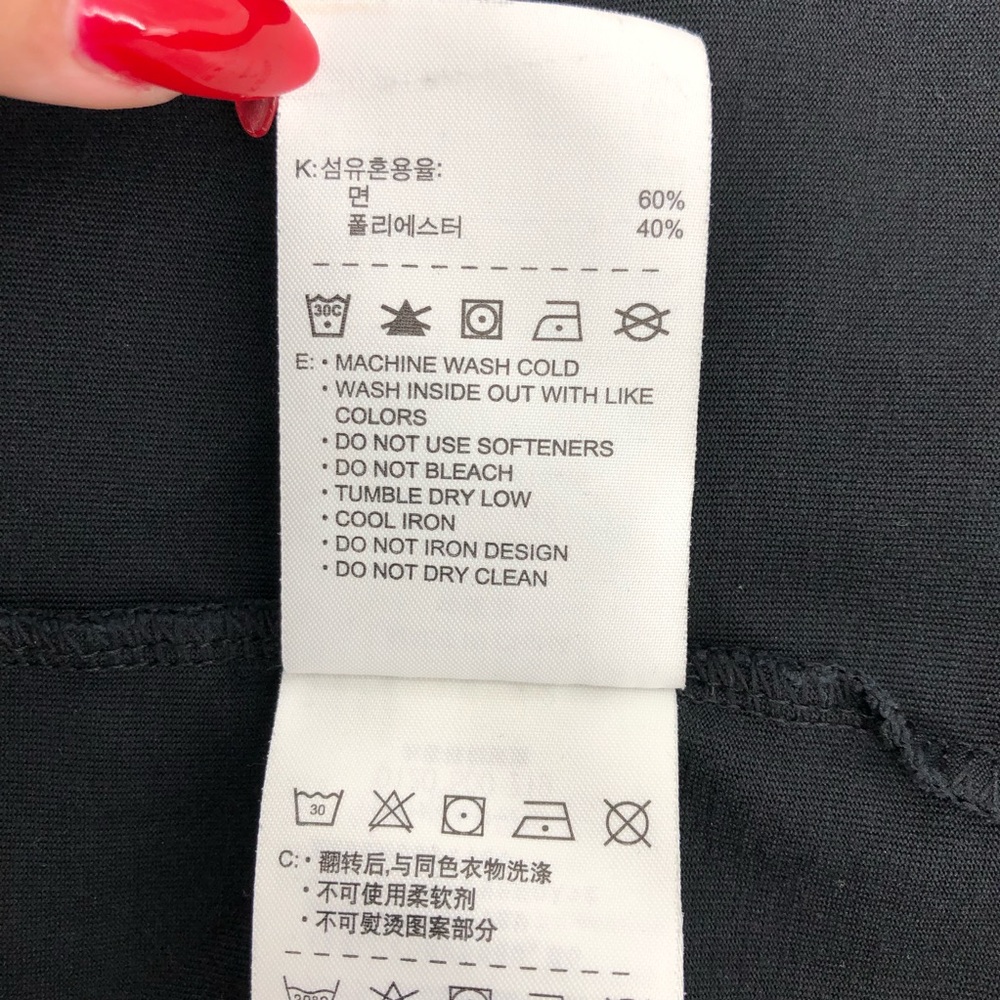 K:섬유혼용율:
면 60%
폴리에스터 40%
30C
E: • MACHINE WASH COLD
• WASH INSIDE OUT WITH LIKE
COLORS
• DO NOT USE SOFTENERS
• DO NOT BLEACH
• TUMBLE DRY LOW
• COOL IRON
• DO NOT IRON DESIGN
• DO NOT DRY CLEAN
30
C: • 翻转后,与同色衣物洗涤
• 不可使用柔软剂
• 不可熨烫图案部分